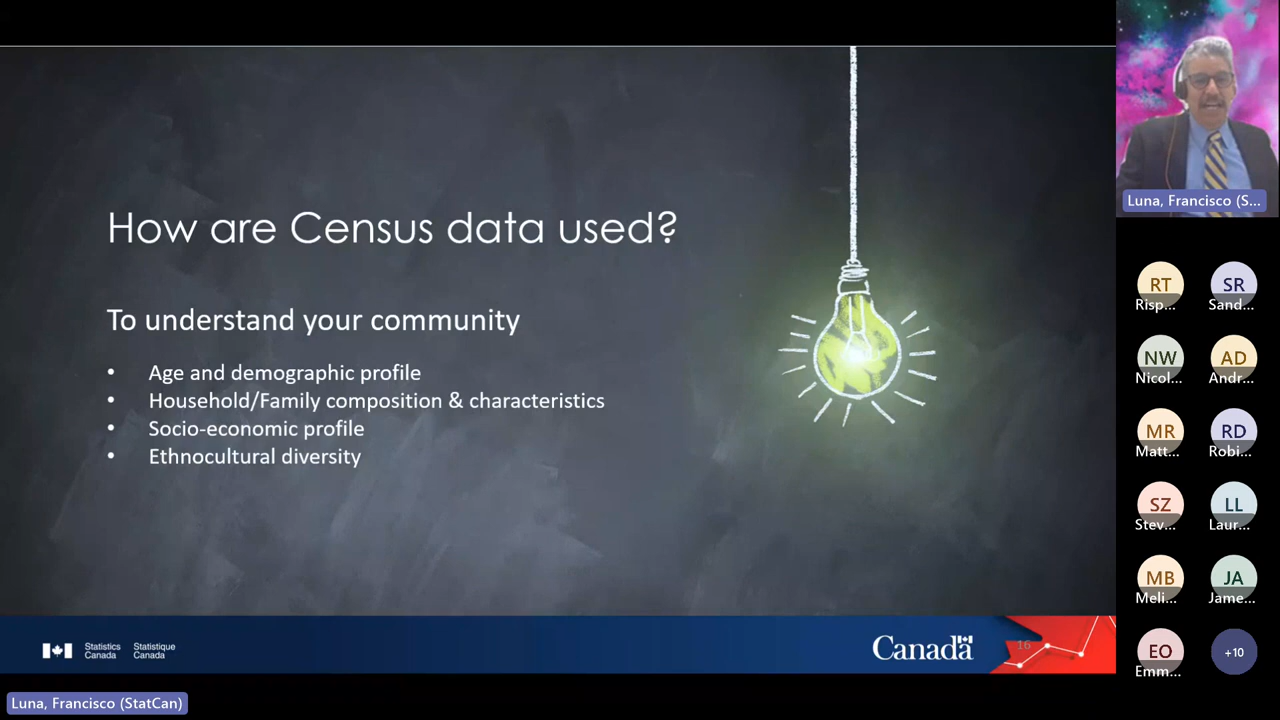 How are Census data used?
To understand your community
• Age and demographic profile
• Household/Family composition & characteristics
• Socio-economic profile
• Ethnocultural diversity
Statistics Canada
Statistique Canada
Canada
16
Luna, Francisco (StatCan)
Luna, Francisco (S...
RT
Risp...
SR
Sand...
NW
Nicol...
AD
Andr...
MR
Matt...
RD
Robi...
SZ
Stev...
LL
Laur...
MB
Meli...
JA
Jame...
EO
Emm...
+10